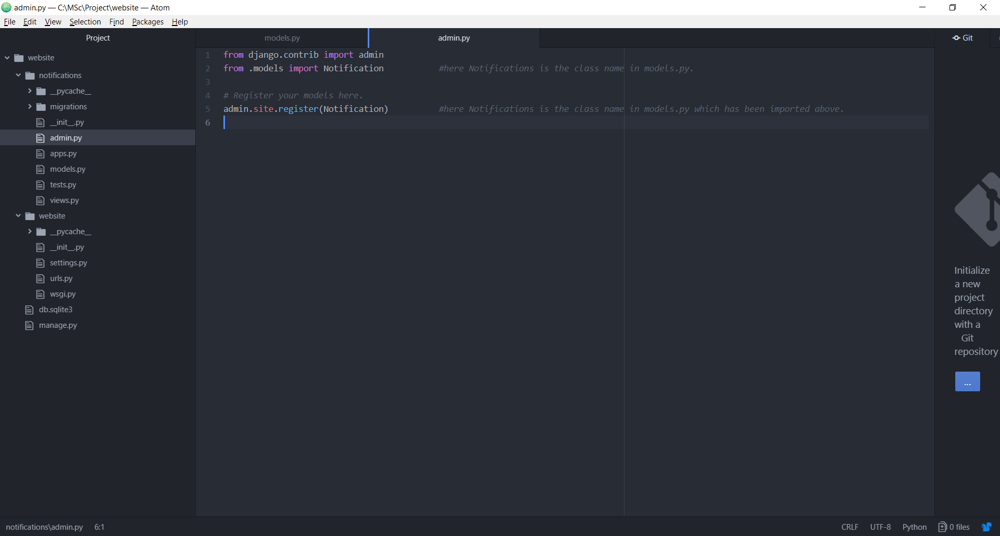 admin.py — C:\MSc\Project\website — Atom
File Edit View Selection Find Packages Help
Project
website
notifications
__pycache__
migrations
__init__.py
admin.py
apps.py
models.py
tests.py
views.py
website
__pycache__
__init__.py
settings.py
urls.py
wsgi.py
db.sqlite3
manage.py
models.py admin.py
1 from django.contrib import admin
2 from .models import Notification #here Notifications is the class name in models.py.
3
4 # Register your models here.
5 admin.site.register(Notification) #here Notifications is the class name in models.py which has been imported above.
6
Git
Initialize
a new
project
directory
with a
Git
repository
...
notifications\admin.py 6:1 CRLF UTF-8 Python 0 files